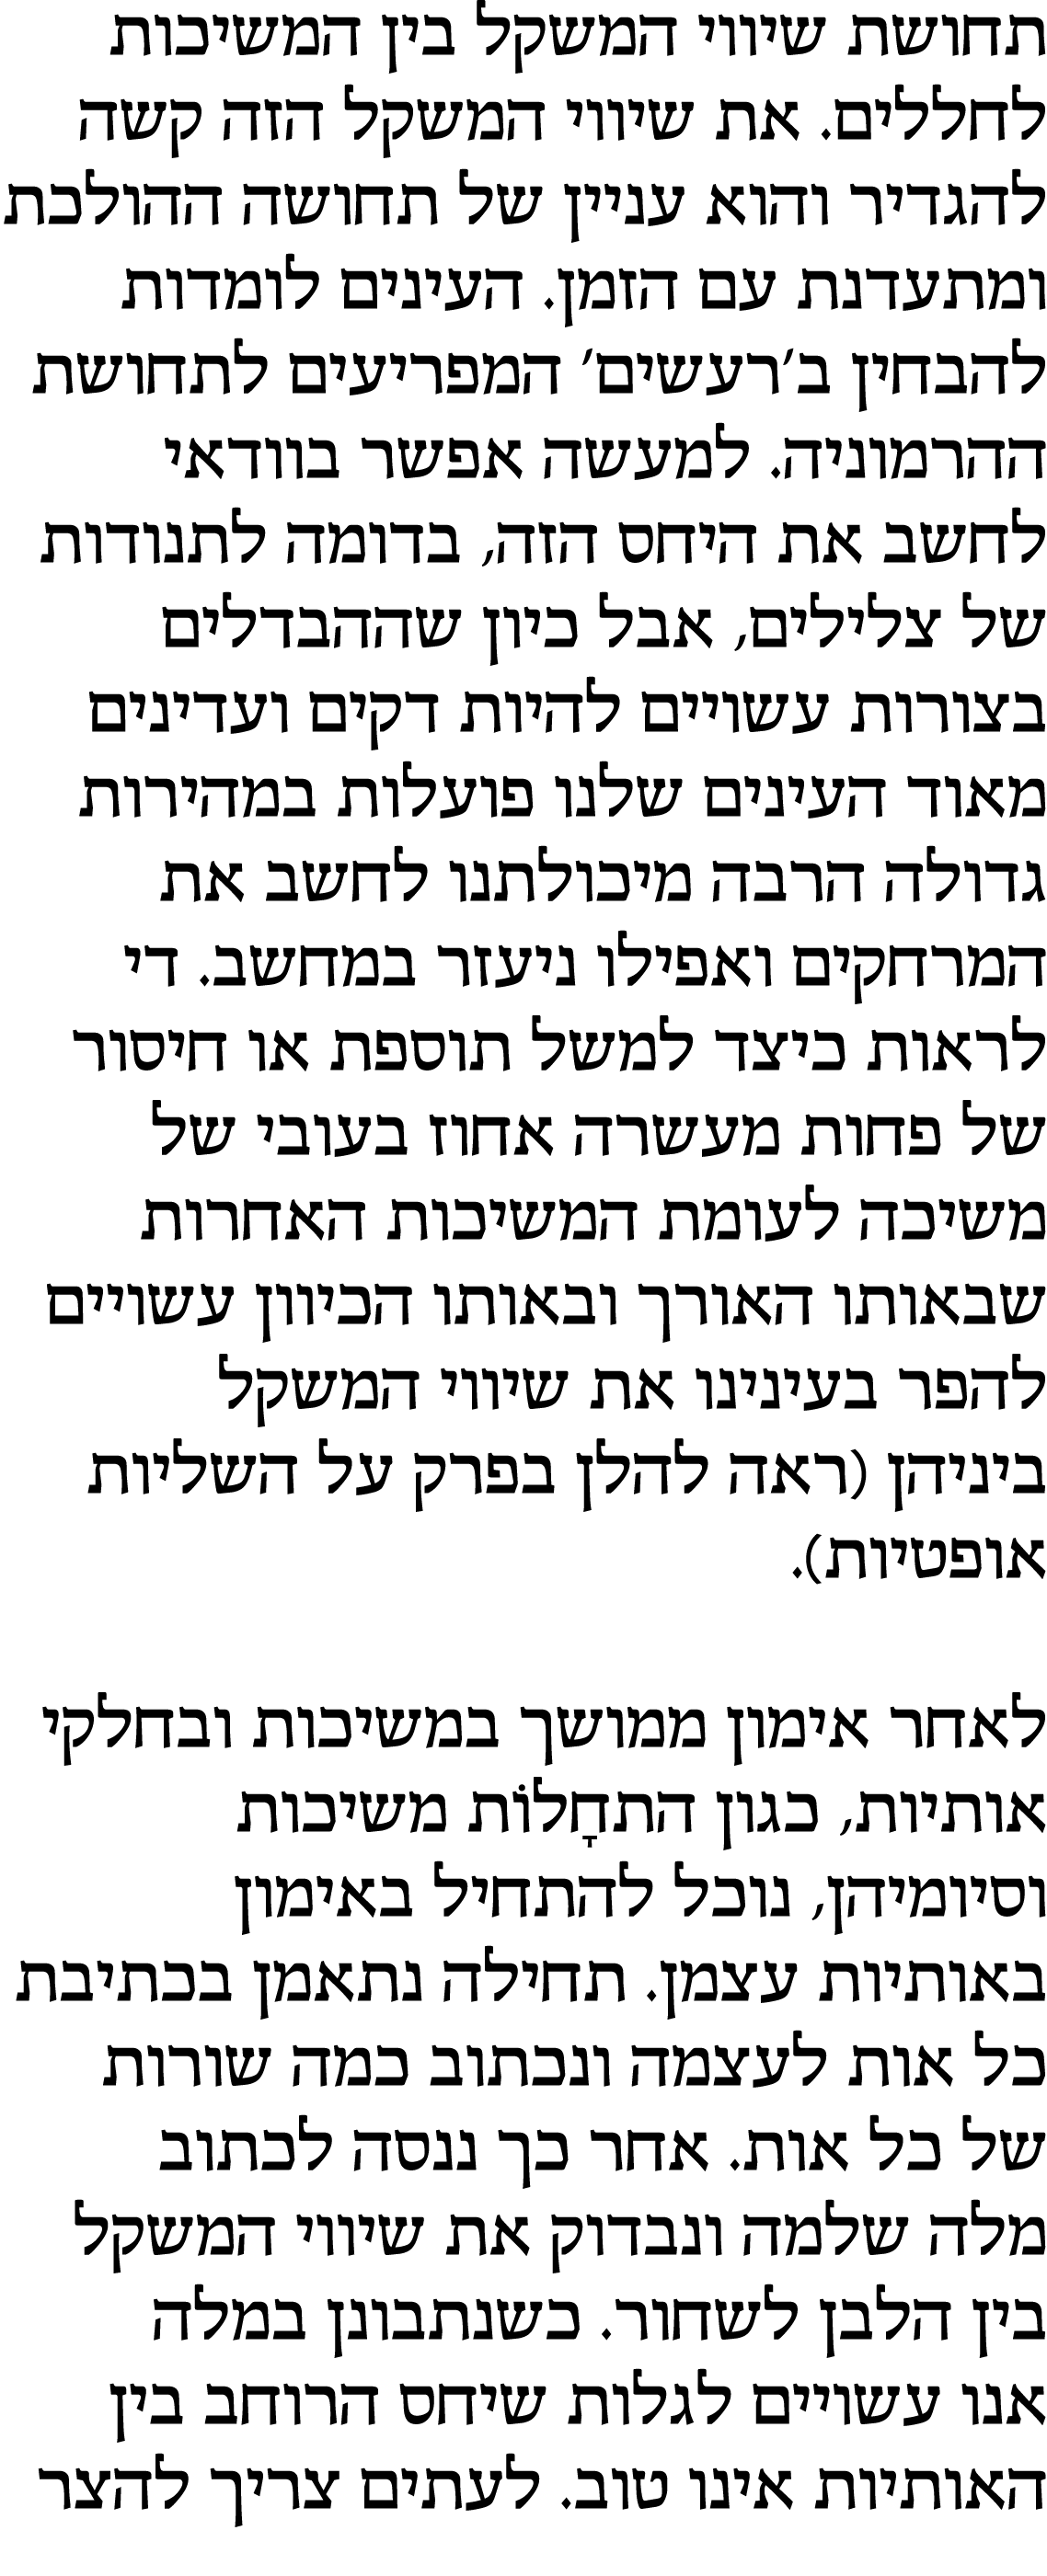 תחושת שיווי המשקל בין המשיכות
לחללים. את שיווי המשקל הזה קשה
להגדיר והוא עניין של תחושה ההולכת
ומתעדנת עם הזמן. העינים לומדות
להבחין ב'רעשים' המפריעים לתחושת
ההרמוניה. למעשה אפשר בוודאי
לחשב את היחס הזה, בדומה לתנודות
של צלילים, אבל כיון שההבדלים
בצורות עשויים להיות דקים ועדינים
מאוד העינים שלנו פועלות במהירות
גדולה הרבה מיכולתנו לחשב את
המרחקים ואפילו ניעזר במחשב. די
לראות כיצד למשל תוספת או חיסור
של פחות מעשרה אחוז בעובי של
משיכה לעומת המשיכות האחרות
שבאותו האורך ובאותו הכיוון עשויים
להפר בעינינו את שיווי המשקל
ביניהן (ראה להלן בפרק על השליות
אופטיות).
לאחר אימון ממושך במשיכות ובחלקי
אותיות, כגון התחָלוֹת משיכות
וסיומיהן, נוכל להתחיל באימון
באותיות עצמן. תחילה נתאמן בכתיבת
כל אות לעצמה ונכתוב כמה שורות
של כל אות. אחר כך ננסה לכתוב
מלה שלמה ונבדוק את שיווי המשקל
בין הלבן לשחור. כשנתבונן במלה
אנו עשויים לגלות שיחס הרוחב בין
האותיות אינו טוב. לעתים צריך להצר